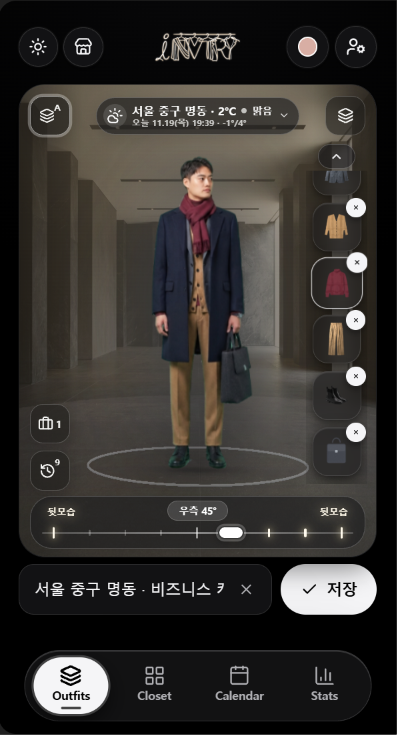 iNVTRY
A
서울 중구 명동 · 2°C 맑음
오늘 11.19(목) 19:39 · -1°/4°
1
9
뒷모습
우측 45°
뒷모습
서울 중구 명동 · 비즈니스
저장
Outfits
Closet
Calendar
Stats